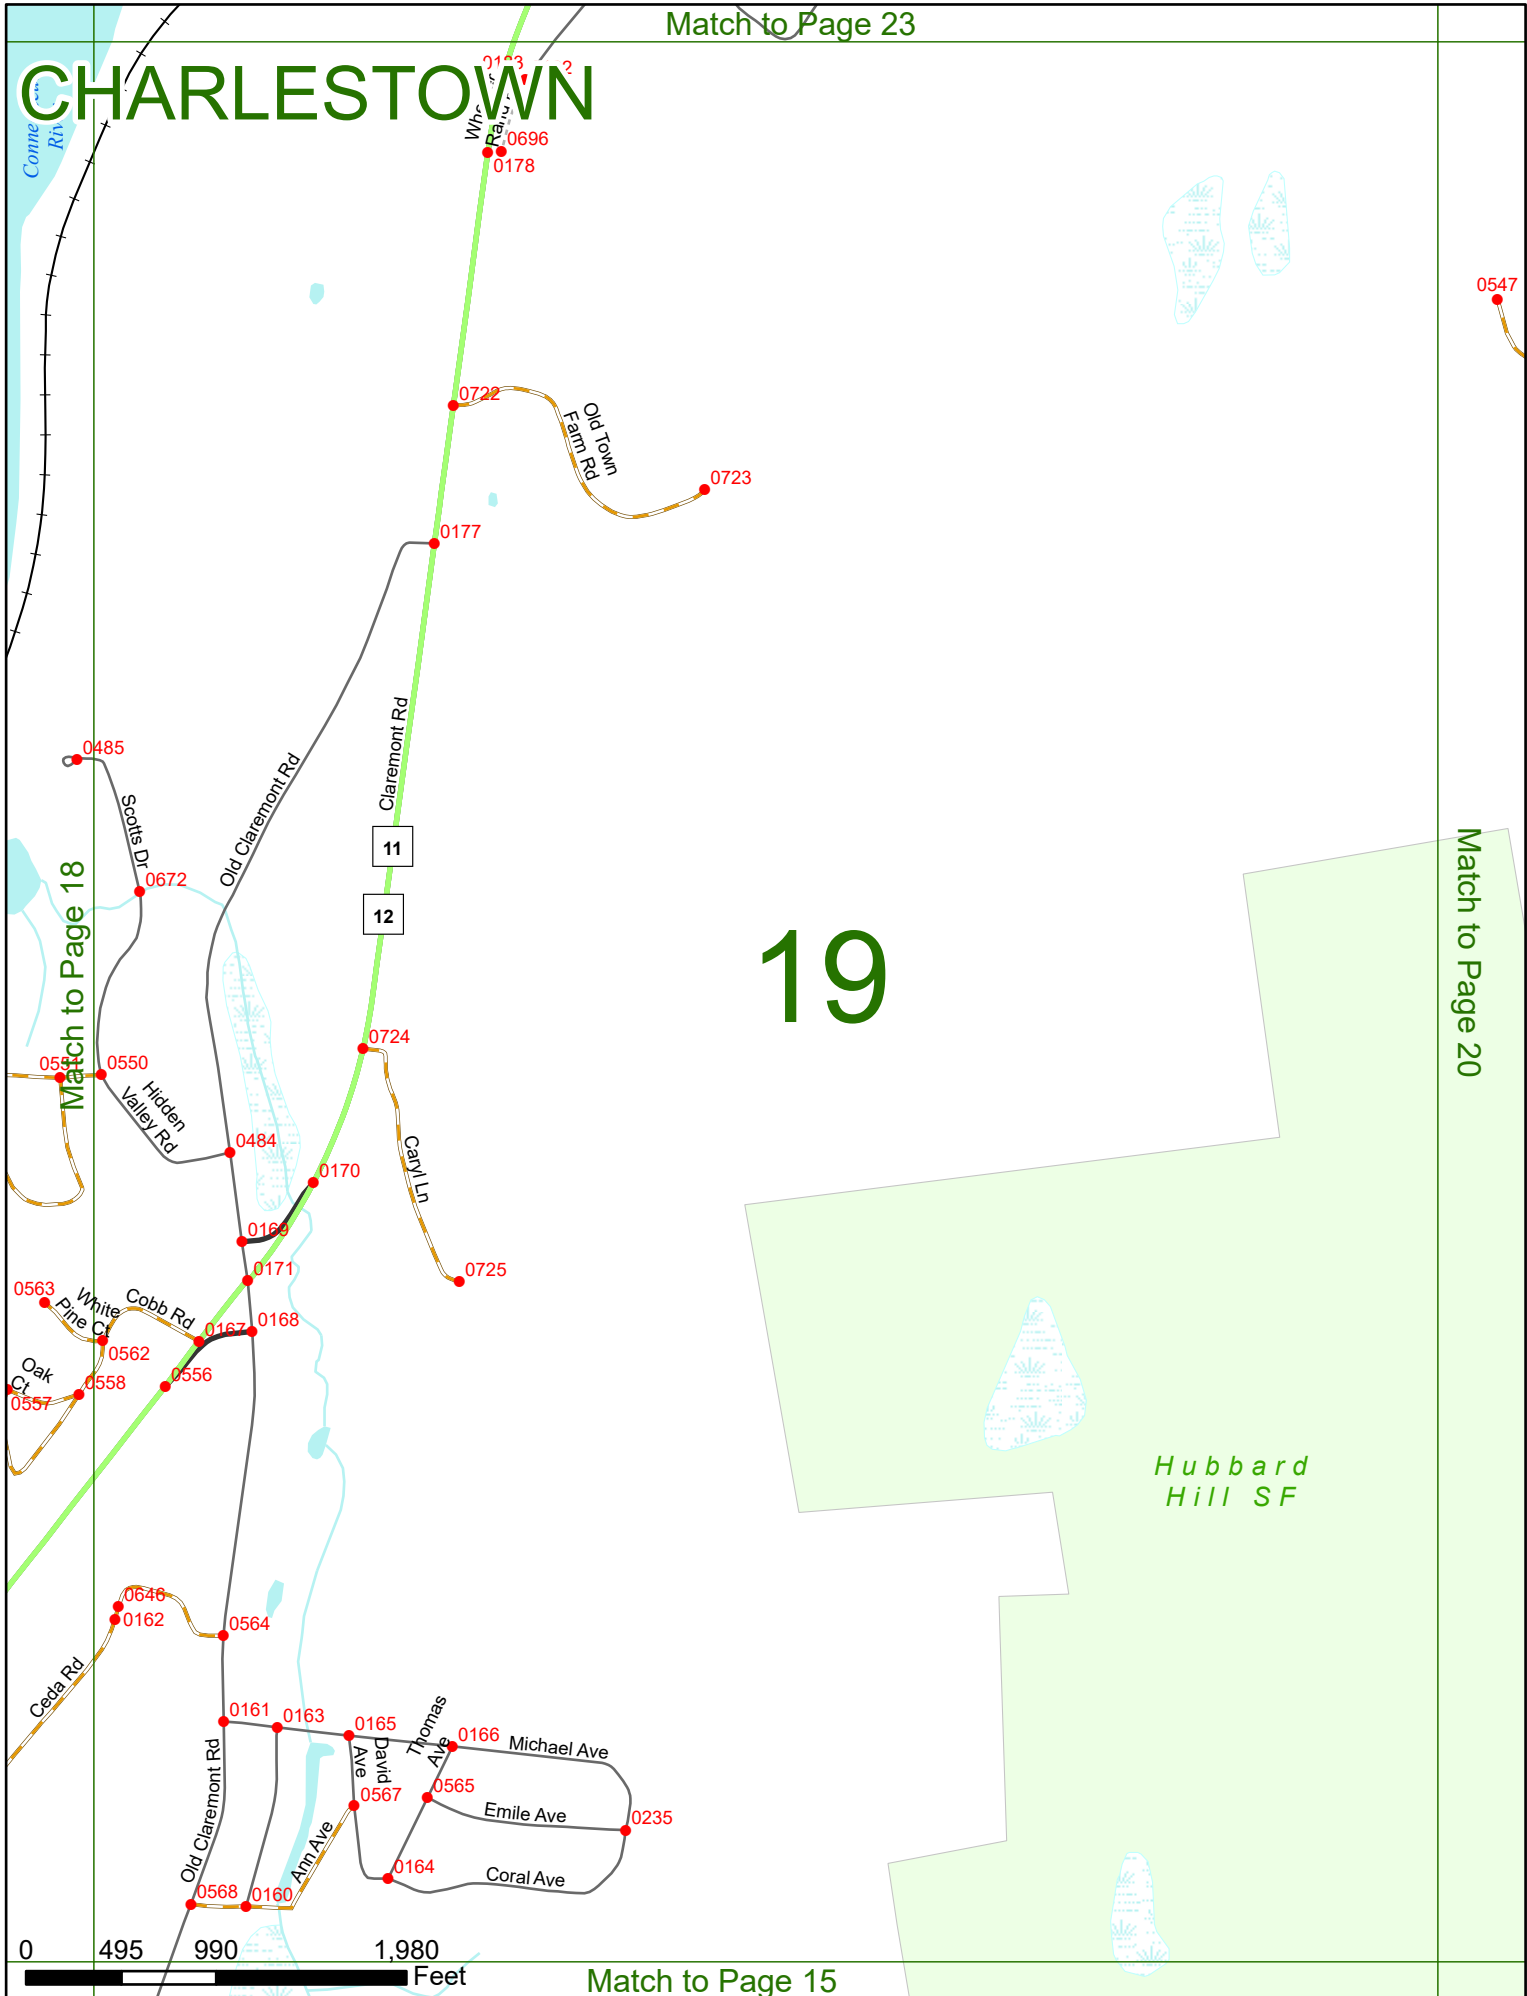 Match to Page 23
CHARLESTOWN
0696
0178
0547
0722
Old Town
Farm Rd
0723
0177
Claremont Rd
0485
Old Claremont Rd
Scotts Dr
11
Match to Page 18
Match to Page 20
0672
12
19
0724
0551
0550
Hidden
Valley Rd
0484
Caryl Ln
0170
0169
0171
0725
0563
White
Pine Ct
Cobb Rd
0167
0168
0562
Oak
Ct
0558
0556
0557
Hubbard
Hill SF
0646
0162
0564
Ceda Rd
0161
0163
0165
Thomas
Ave
0166
Michael Ave
David
Ave
Old Claremont Rd
0567
0565
Emile Ave
0235
Ann Ave
0164
Coral Ave
0568
0160
0 495 990 1,980
Feet
Match to Page 15